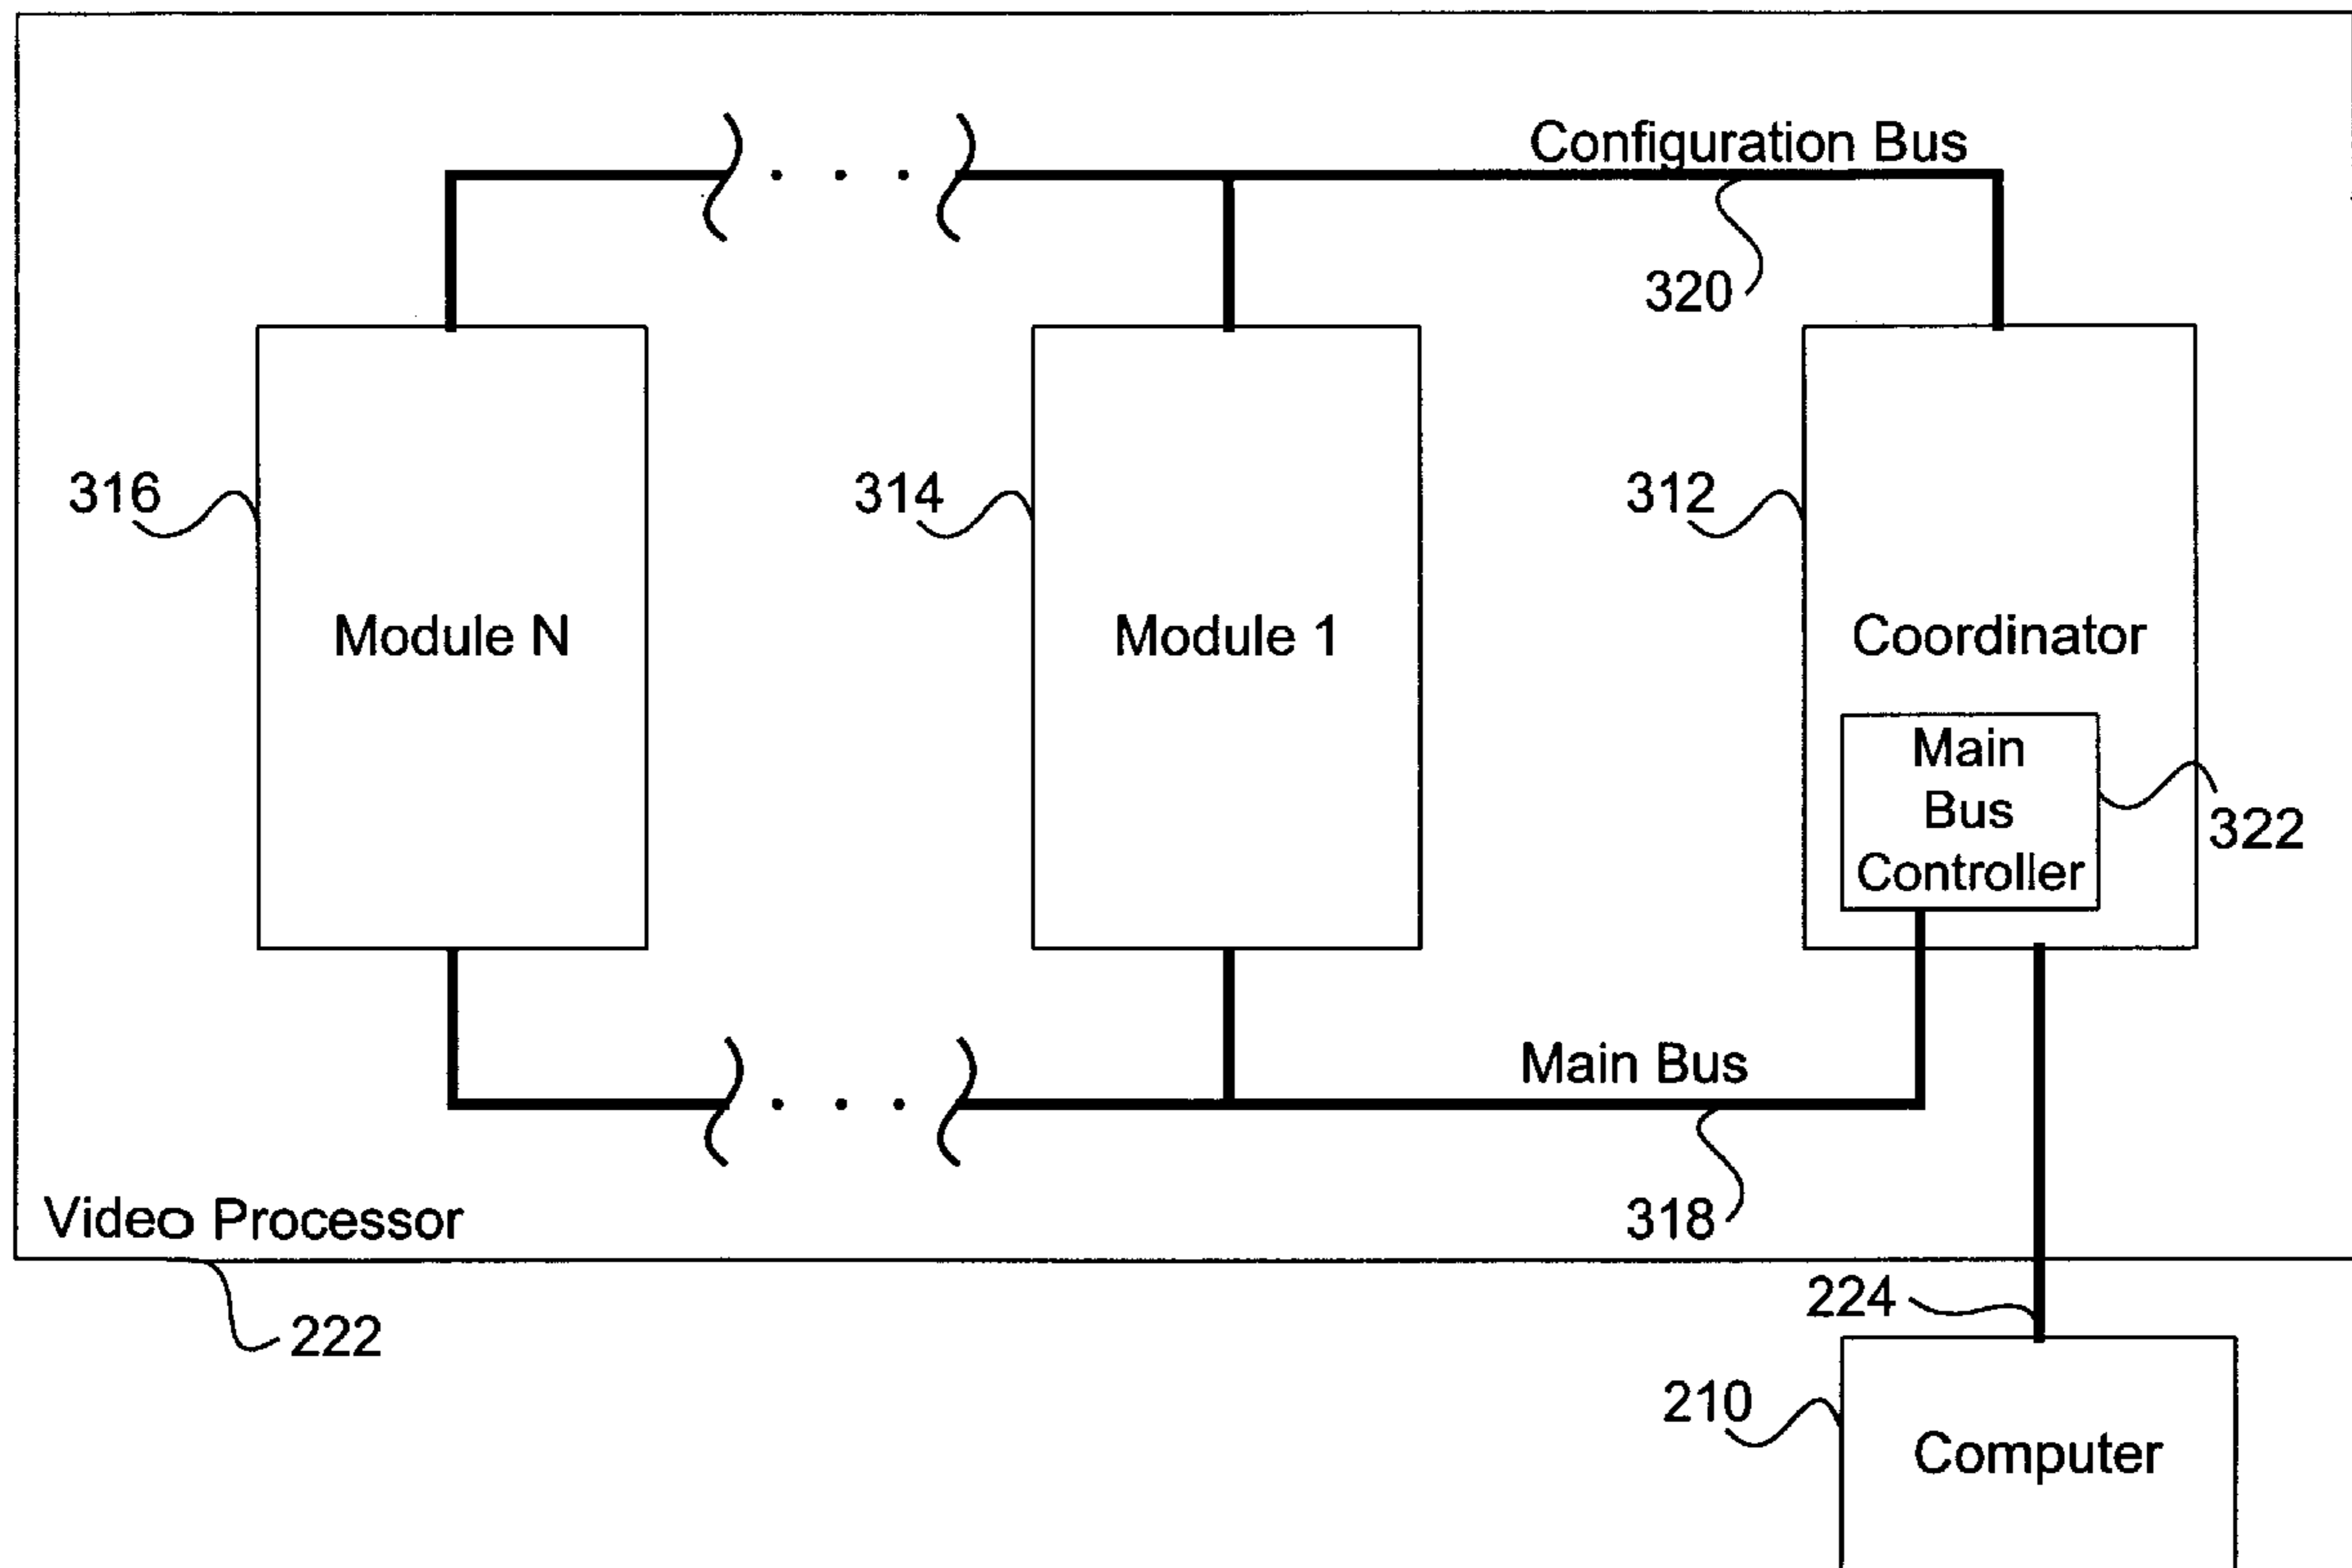 Configuration Bus
320
316
314
312
Module N
Module 1
Coordinator
Main
Bus
Controller
322
Main Bus
318
Video Processor
222
224
210
Computer